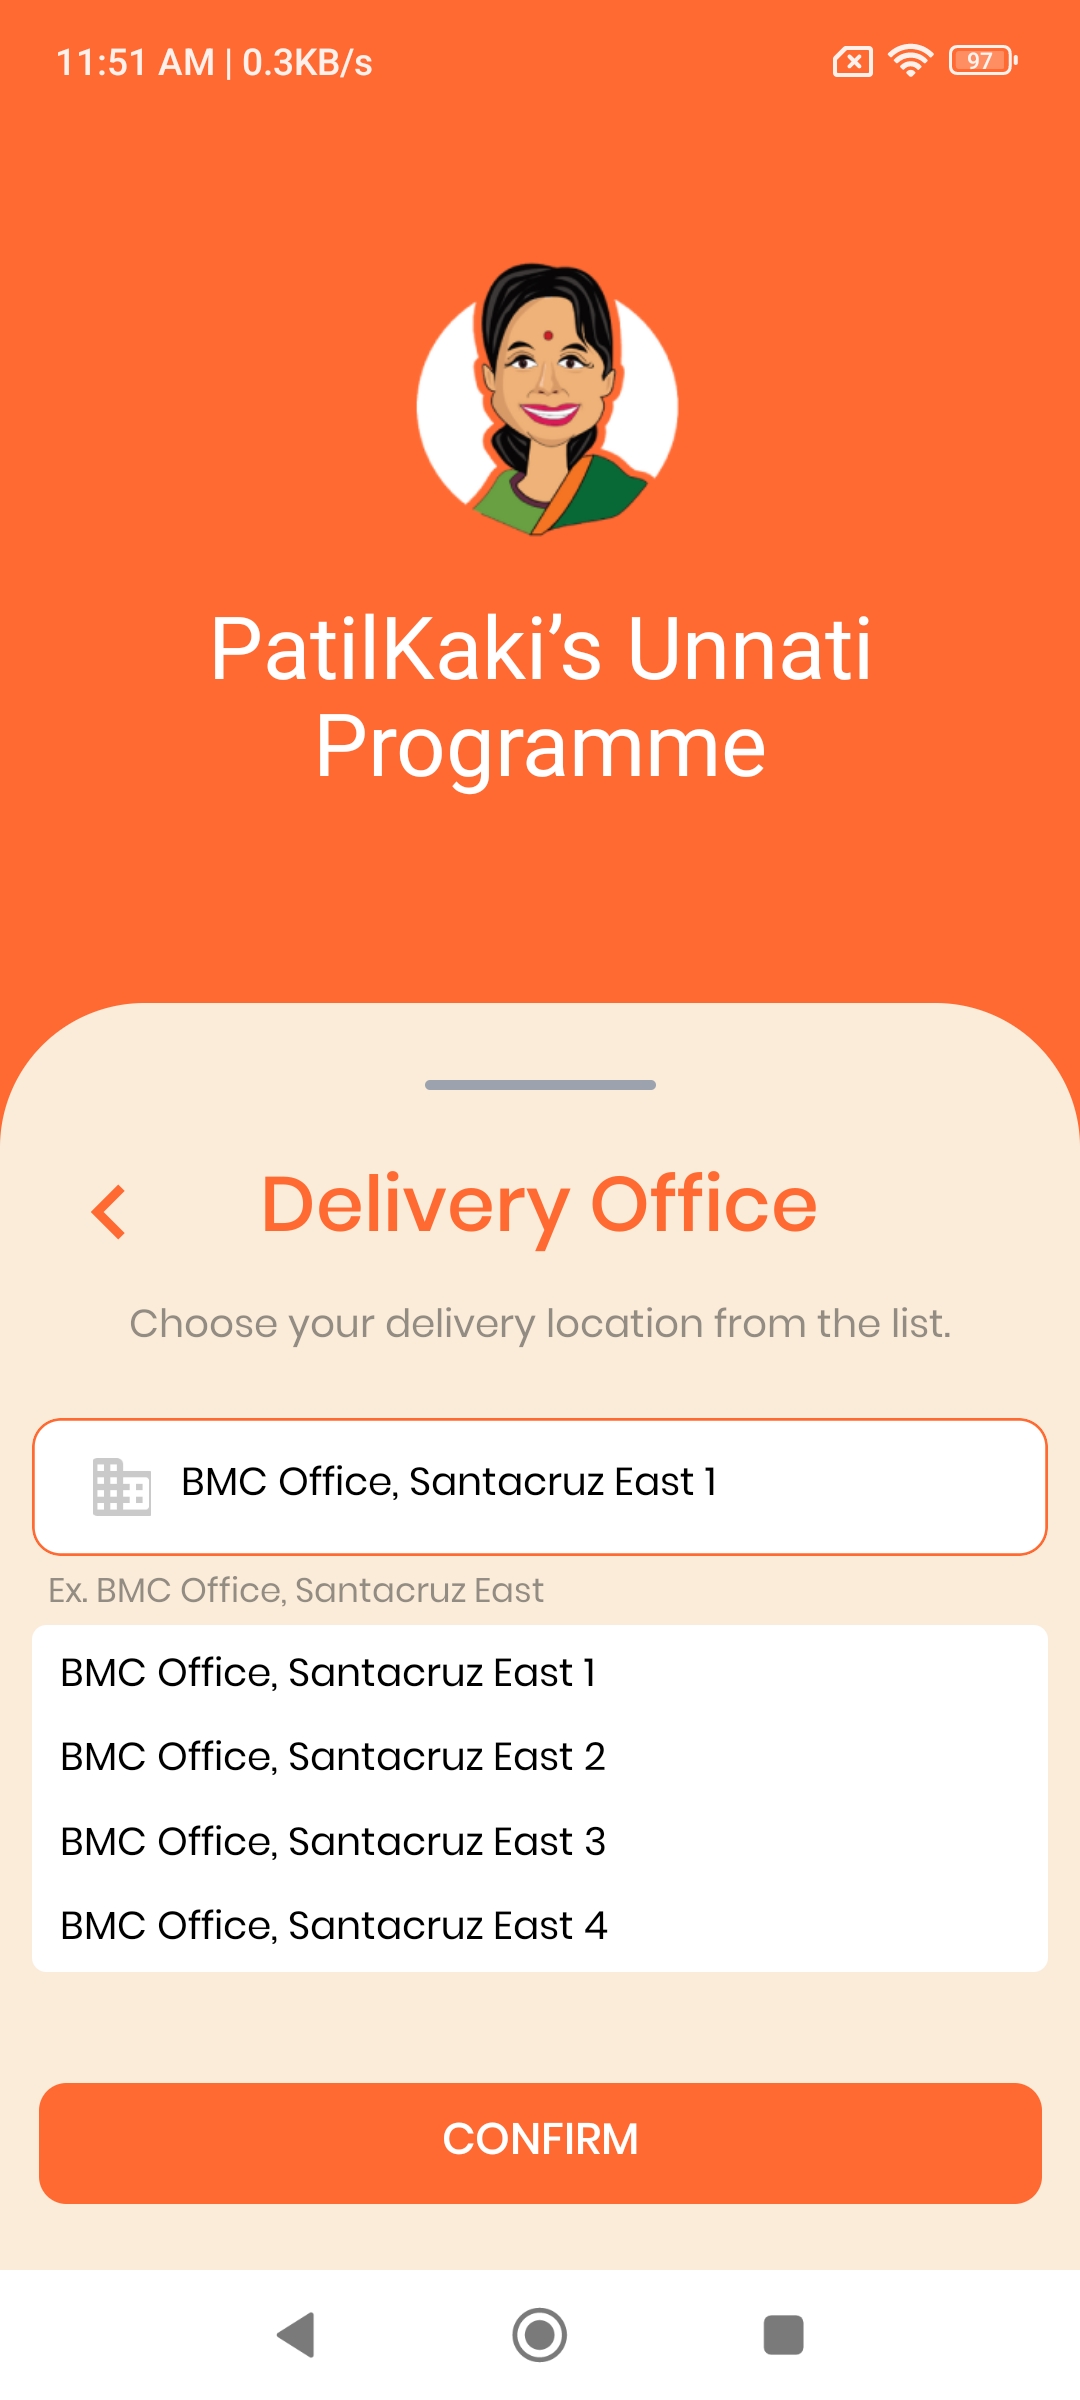 11:51 AM | 0.3KB/s
97
PatilKaki’s Unnati
Programme
Delivery Office
Choose your delivery location from the list.
BMC Office, Santacruz East 1
Ex. BMC Office, Santacruz East
BMC Office, Santacruz East 1
BMC Office, Santacruz East 2
BMC Office, Santacruz East 3
BMC Office, Santacruz East 4
CONFIRM